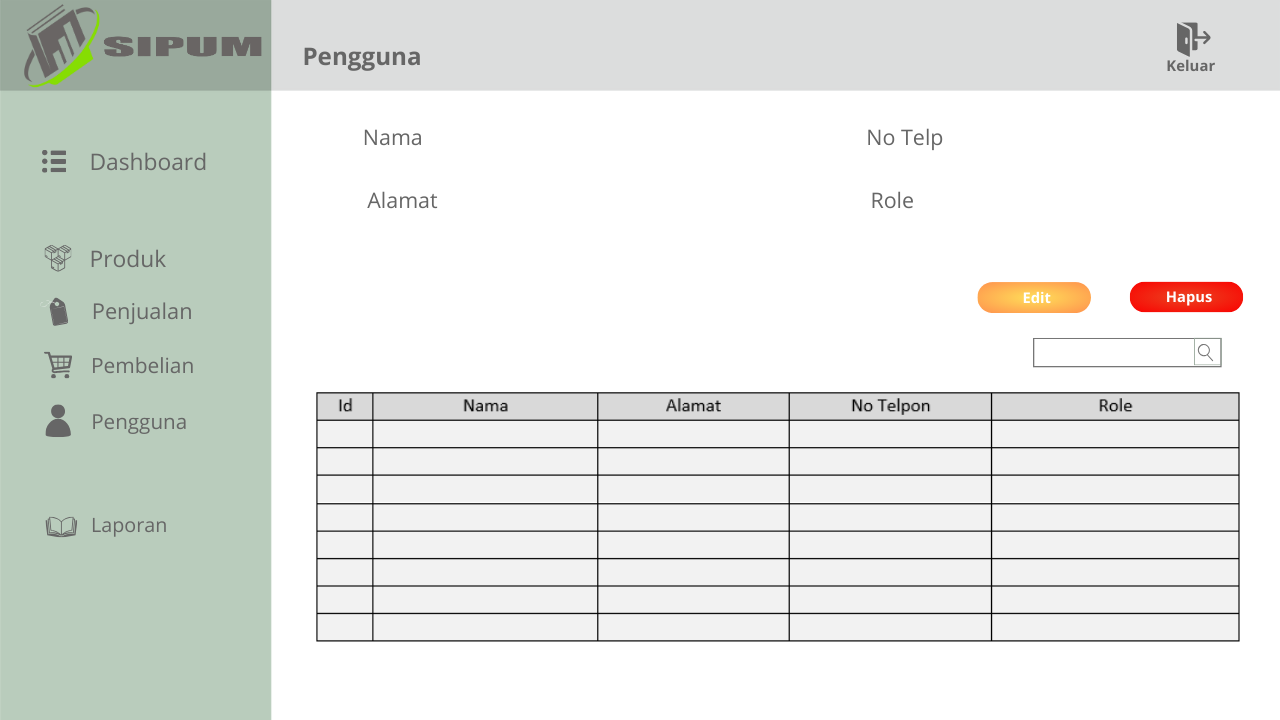 SIPUM
Pengguna
Keluar
Dashboard
Produk
Penjualan
Pembelian
Pengguna
Laporan
Nama
No Telp
Alamat
Role
Edit
Hapus
Id Nama Alamat No Telpon Role